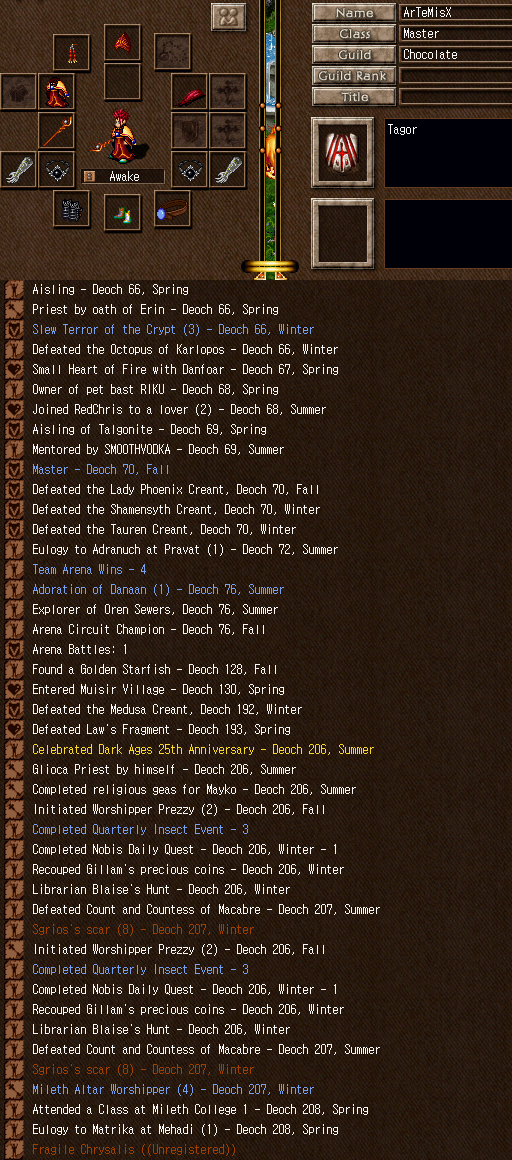 Name ArTeMisX
Class Master
Guild Chocolate
Guild Rank
Title
Tagor
8 Awake
Aisling - Deoch 66, Spring
Priest by oath of Erin - Deoch 66, Spring
Slew Terror of the Crypt (3) - Deoch 66, Winter
Defeated the Octopus of Karlopos - Deoch 66, Winter
Small Heart of Fire with Danfoar - Deoch 67, Spring
Owner of pet bast RIKU - Deoch 68, Spring
Joined RedChris to a lover (2) - Deoch 68, Summer
Aisling of Talgonite - Deoch 69, Spring
Mentored by SMOOTHVODKA - Deoch 69, Summer
Master - Deoch 70, Fall
Defeated the Lady Phoenix Creant, Deoch 70, Fall
Defeated the Shamensyth Creant, Deoch 70, Winter
Defeated the Tauren Creant, Deoch 70, Winter
Eulogy to Adranuch at Pravat (1) - Deoch 72, Summer
Team Arena Wins - 4
Adoration of Danaan (1) - Deoch 76, Summer
Explorer of Oren Sewers, Deoch 76, Summer
Arena Circuit Champion - Deoch 76, Fall
Arena Battles: 1
Found a Golden Starfish - Deoch 128, Fall
Entered Muisir Village - Deoch 130, Spring
Defeated the Medusa Creant, Deoch 192, Winter
Defeated Law's Fragment - Deoch 193, Spring
Celebrated Dark Ages 25th Anniversary - Deoch 206, Summer
Glioca Priest by himself - Deoch 206, Summer
Completed religious geas for Mayko - Deoch 206, Summer
Initiated Worshipper Prezzy (2) - Deoch 206, Fall
Completed Quarterly Insect Event - 3
Completed Nobis Daily Quest - Deoch 206, Winter - 1
Recouped Gillam's precious coins - Deoch 206, Winter
Librarian Blaise's Hunt - Deoch 206, Winter
Defeated Count and Countess of Macabre - Deoch 207, Summer
Sgrios's scar (8) - Deoch 207, Winter
Initiated Worshipper Prezzy (2) - Deoch 206, Fall
Completed Quarterly Insect Event - 3
Completed Nobis Daily Quest - Deoch 206, Winter - 1
Recouped Gillam's precious coins - Deoch 206, Winter
Librarian Blaise's Hunt - Deoch 206, Winter
Defeated Count and Countess of Macabre - Deoch 207, Summer
Sgrios's scar (8) - Deoch 207, Winter
Mileth Altar Worshipper (4) - Deoch 207, Winter
Attended a Class at Mileth College 1 - Deoch 208, Spring
Eulogy to Matrika at Mehadi (1) - Deoch 208, Spring
Fragile Chrysalis ((Unregistered))